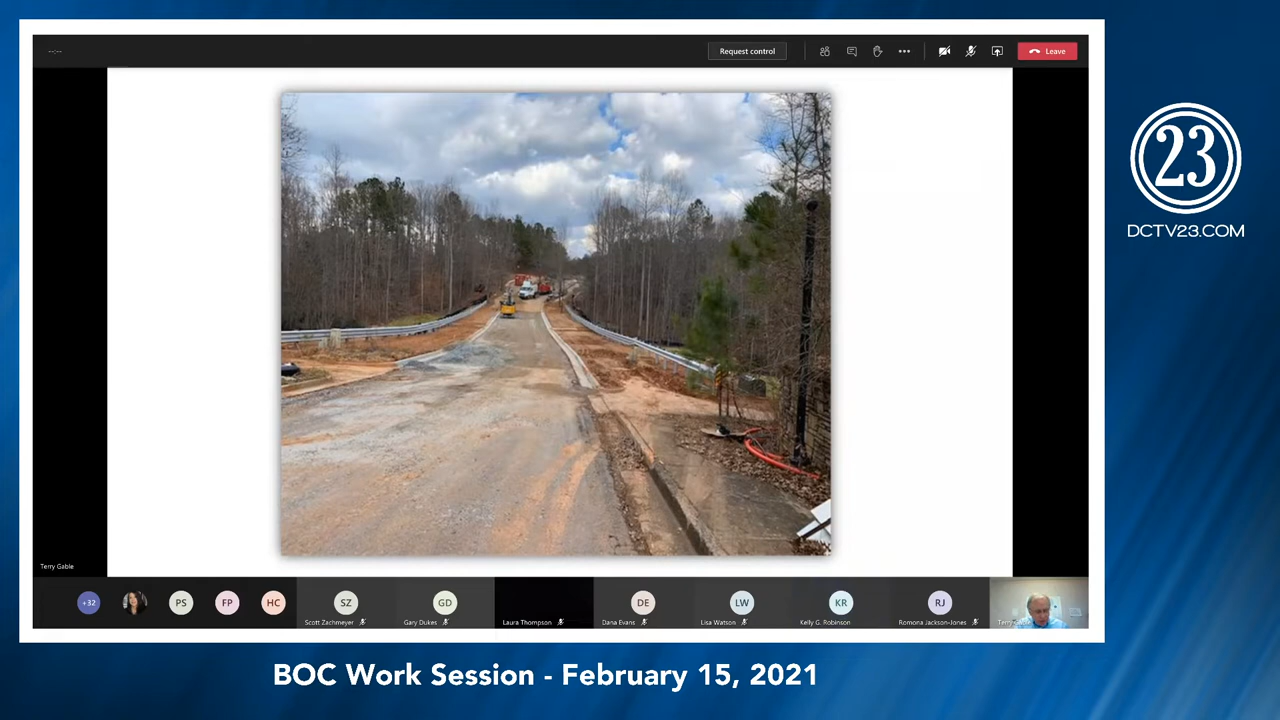 --:--
Request control
Leave
23
DCTV23.COM
Terry Gable
+32
PS
FP
HC
SZ
GD
DE
LW
KR
RJ
Scott Zachmeyer
Gary Dukes
Laura Thompson
Dana Evans
Lisa Watson
Kelly G. Robinson
Romona Jackson-Jones
BOC Work Session - February 15, 2021